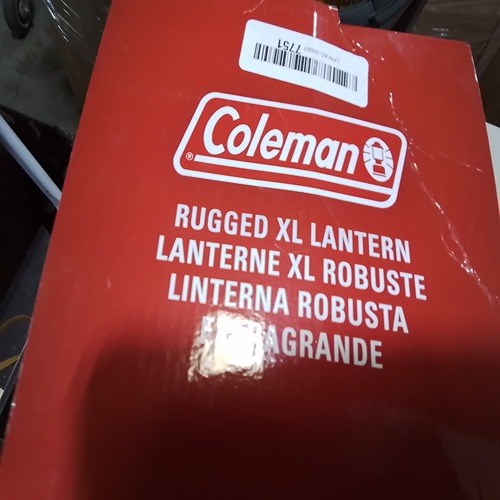 7751
Coleman
®
RUGGED XL LANTERN
LANTERNE XL ROBUSTE
LINTERNA ROBUSTA